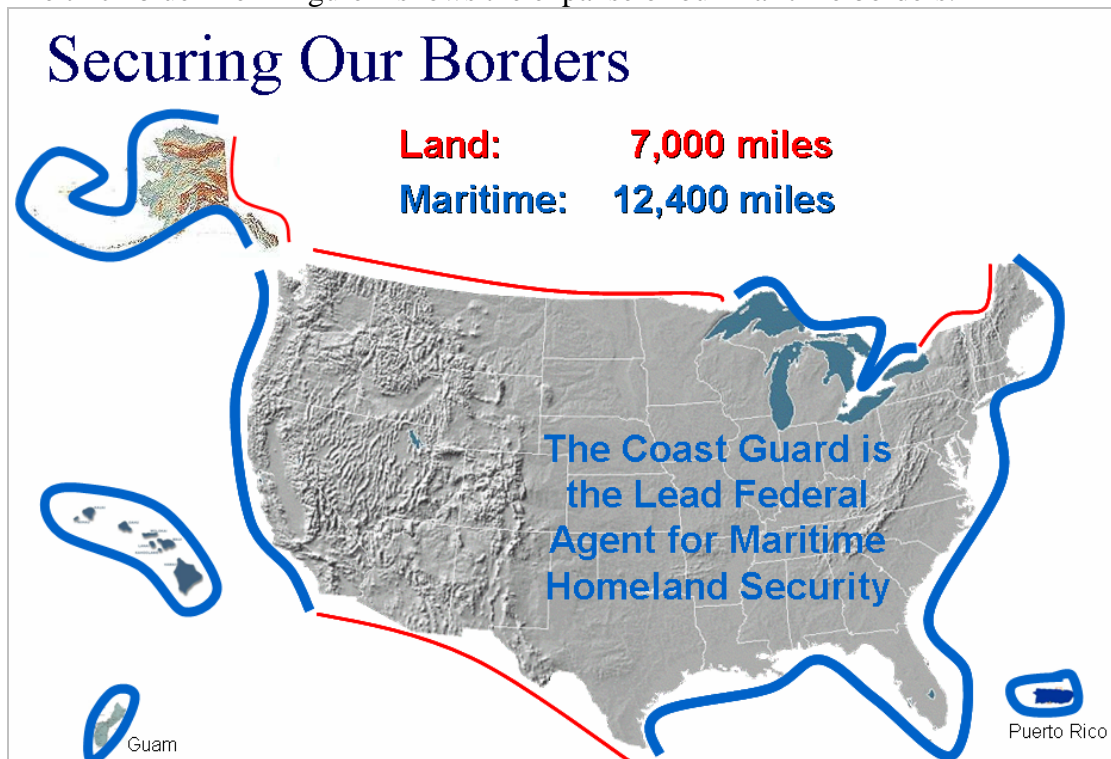 Securing Our Borders
Land: 7,000 miles
Maritime: 12,400 miles
The Coast Guard is
the Lead Federal
Agent for Maritime
Homeland Security
Guam
Puerto Rico